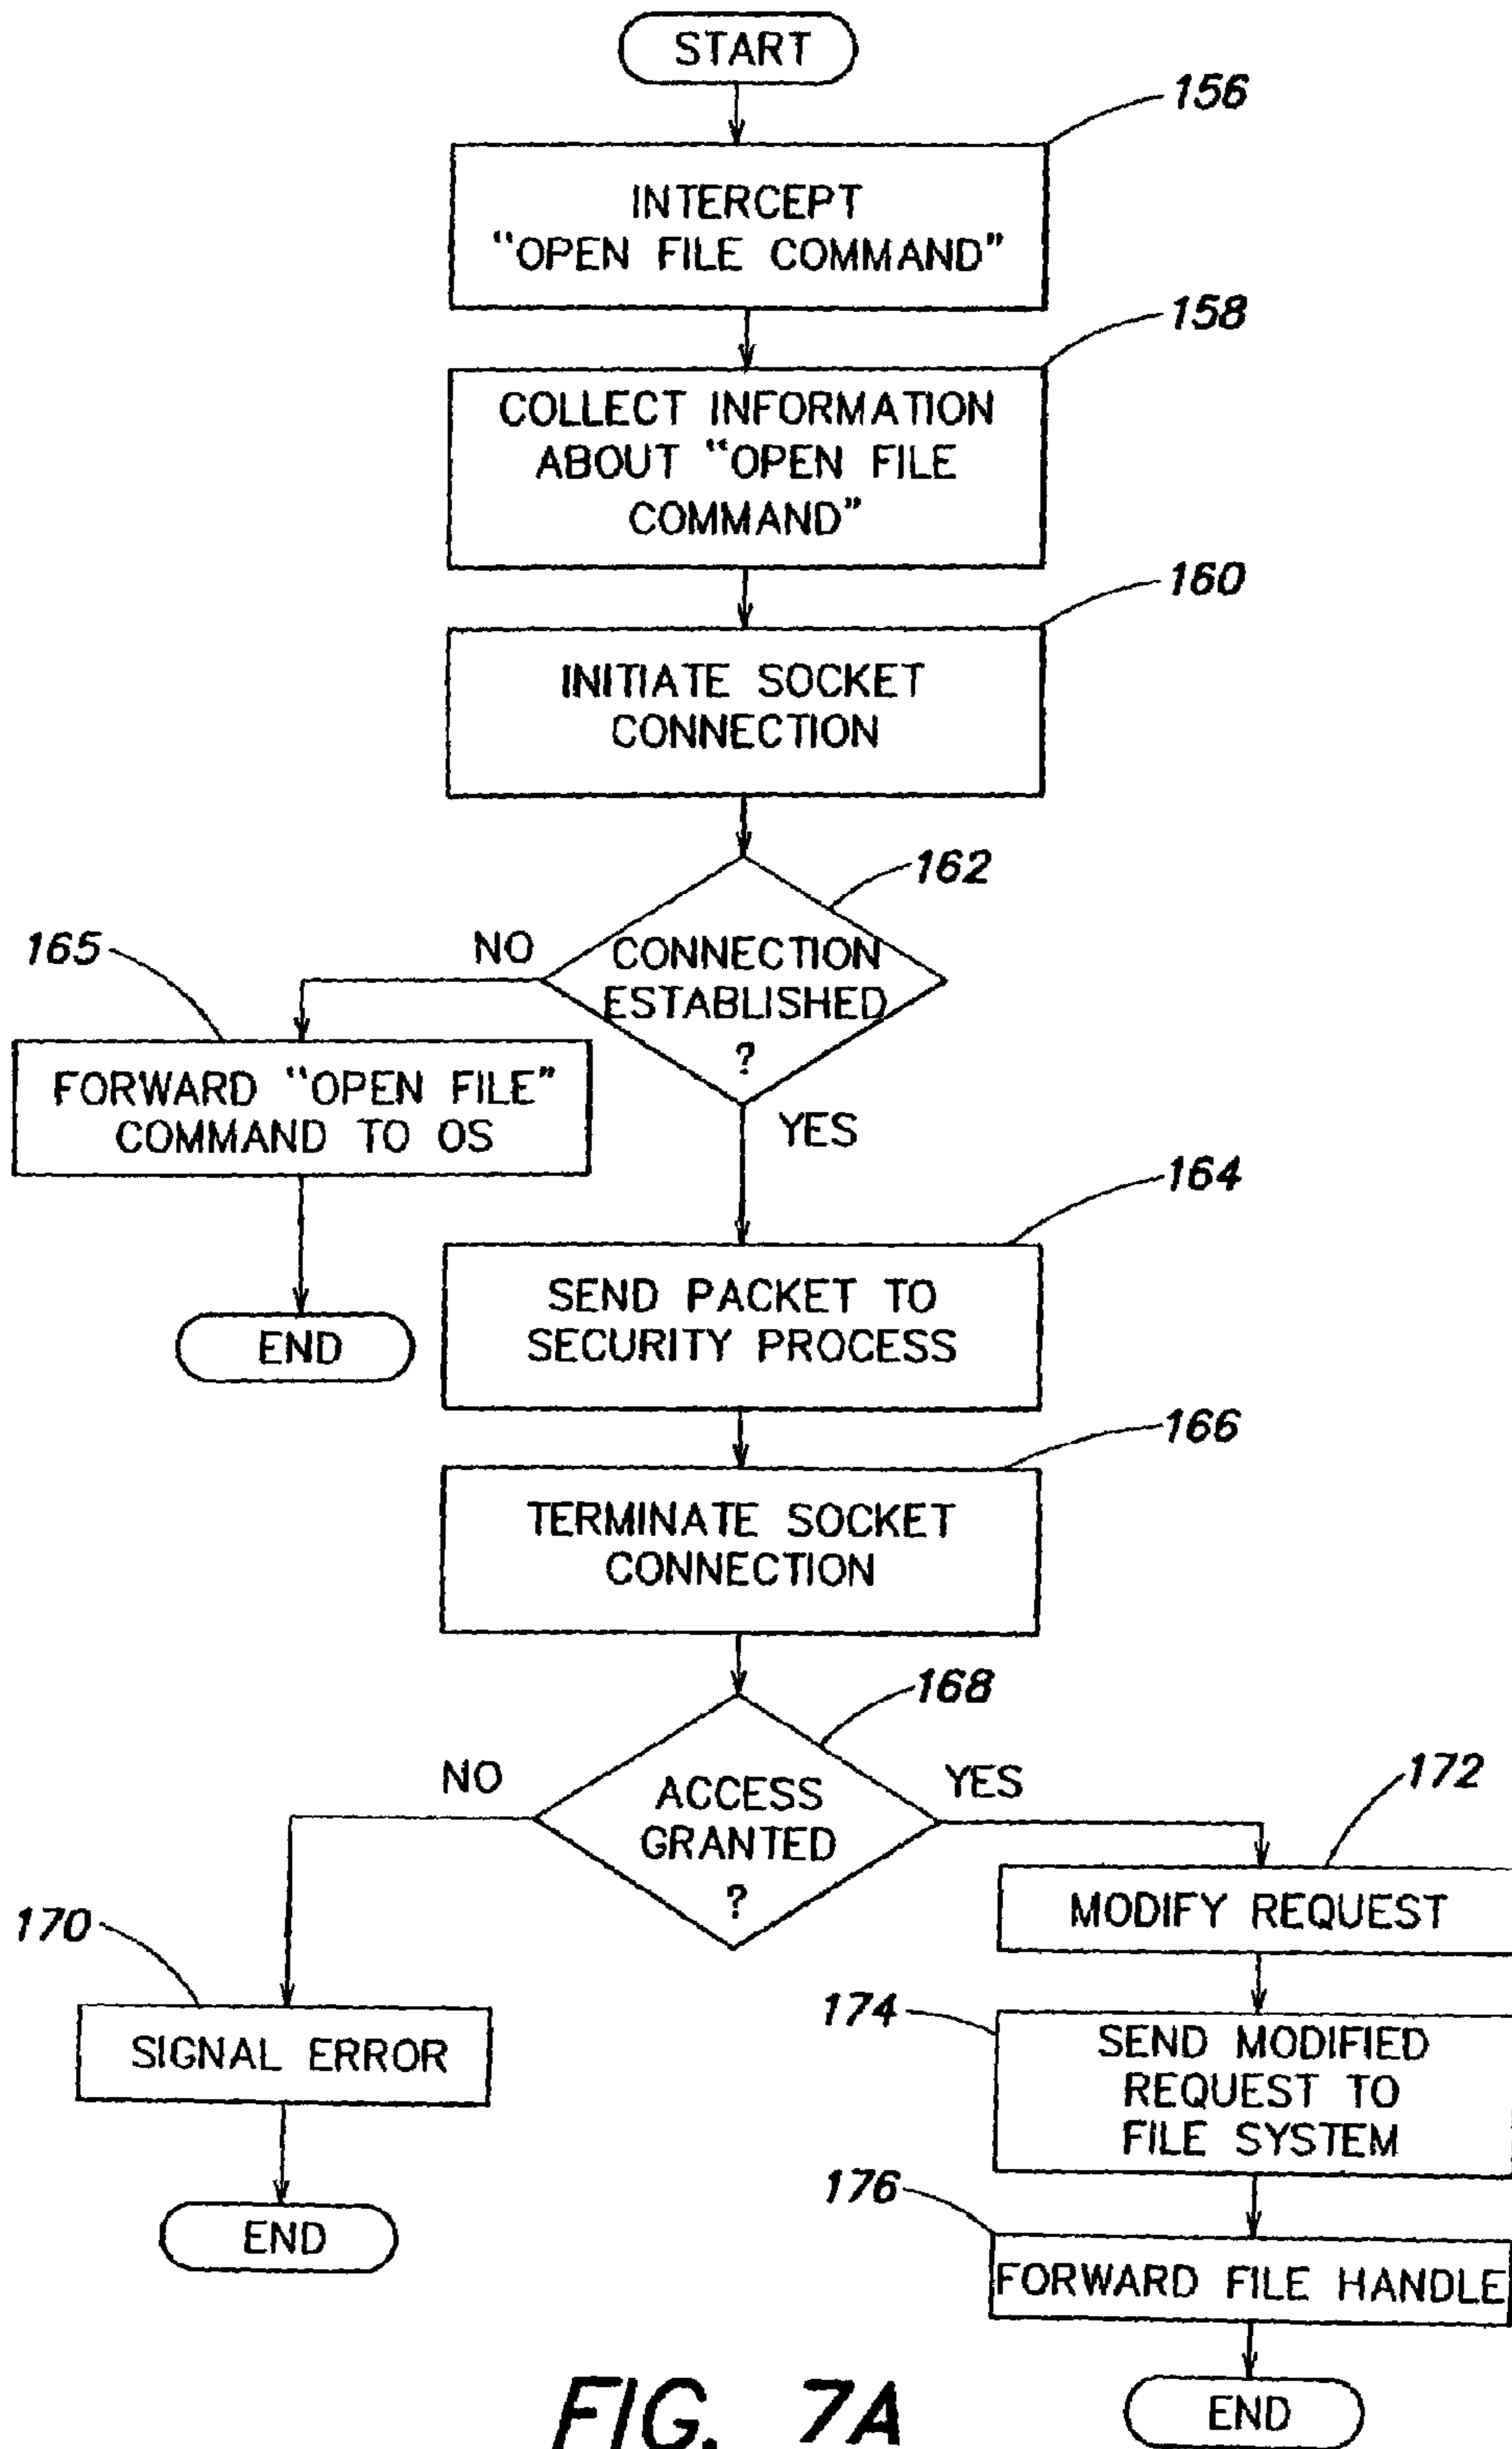 START
156
INTERCEPT
"OPEN FILE COMMAND"
158
COLLECT INFORMATION
ABOUT "OPEN FILE
COMMAND"
160
INITIATE SOCKET
CONNECTION
162
CONNECTION
ESTABLISHED
?
NO
165
FORWARD "OPEN FILE"
COMMAND TO OS
END
YES
164
SEND PACKET TO
SECURITY PROCESS
166
TERMINATE SOCKET
CONNECTION
168
ACCESS
GRANTED
?
NO
170
SIGNAL ERROR
END
YES
172
MODIFY REQUEST
174
SEND MODIFIED
REQUEST TO
FILE SYSTEM
176
FORWARD FILE HANDLE
END
FIG. 7A